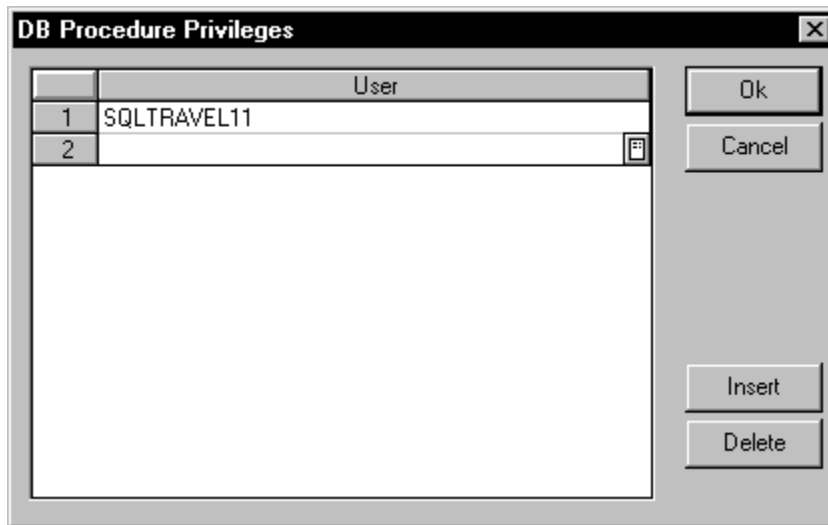 DB Procedure Privileges
User
1 SQLTRAVEL11
2
Ok
Cancel
Insert
Delete